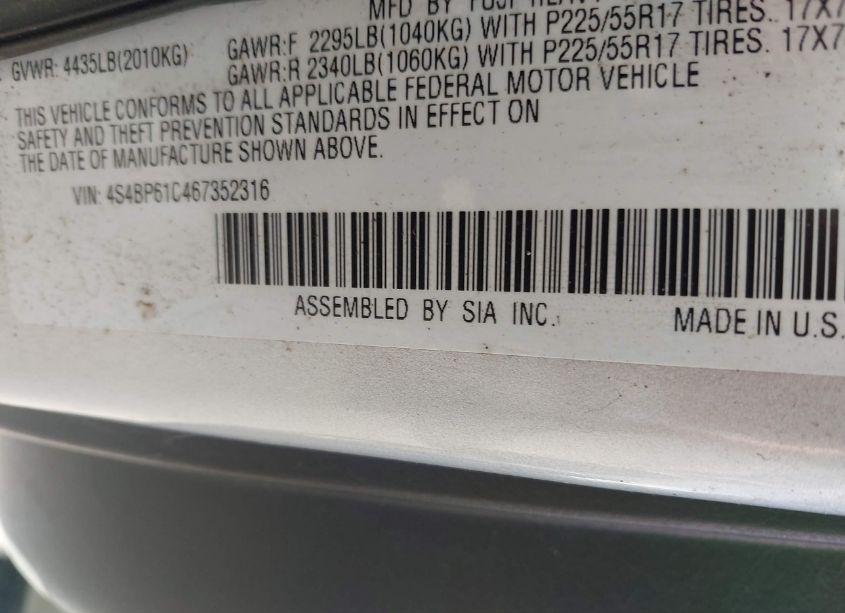 MFD BY FUJI HEAVY
GVWR: 4435LB(2010KG) GAWR:F 2295LB(1040KG) WITH P225/55R17 TIRES. 17X7
GAWR:R 2340LB(1060KG) WITH P225/55R17 TIRES. 17X7
THIS VEHICLE CONFORMS TO ALL APPLICABLE FEDERAL MOTOR VEHICLE
SAFETY AND THEFT PREVENTION STANDARDS IN EFFECT ON
THE DATE OF MANUFACTURE SHOWN ABOVE.
VIN: 4S4BP61C467352316
ASSEMBLED BY SIA INC. MADE IN U.S.